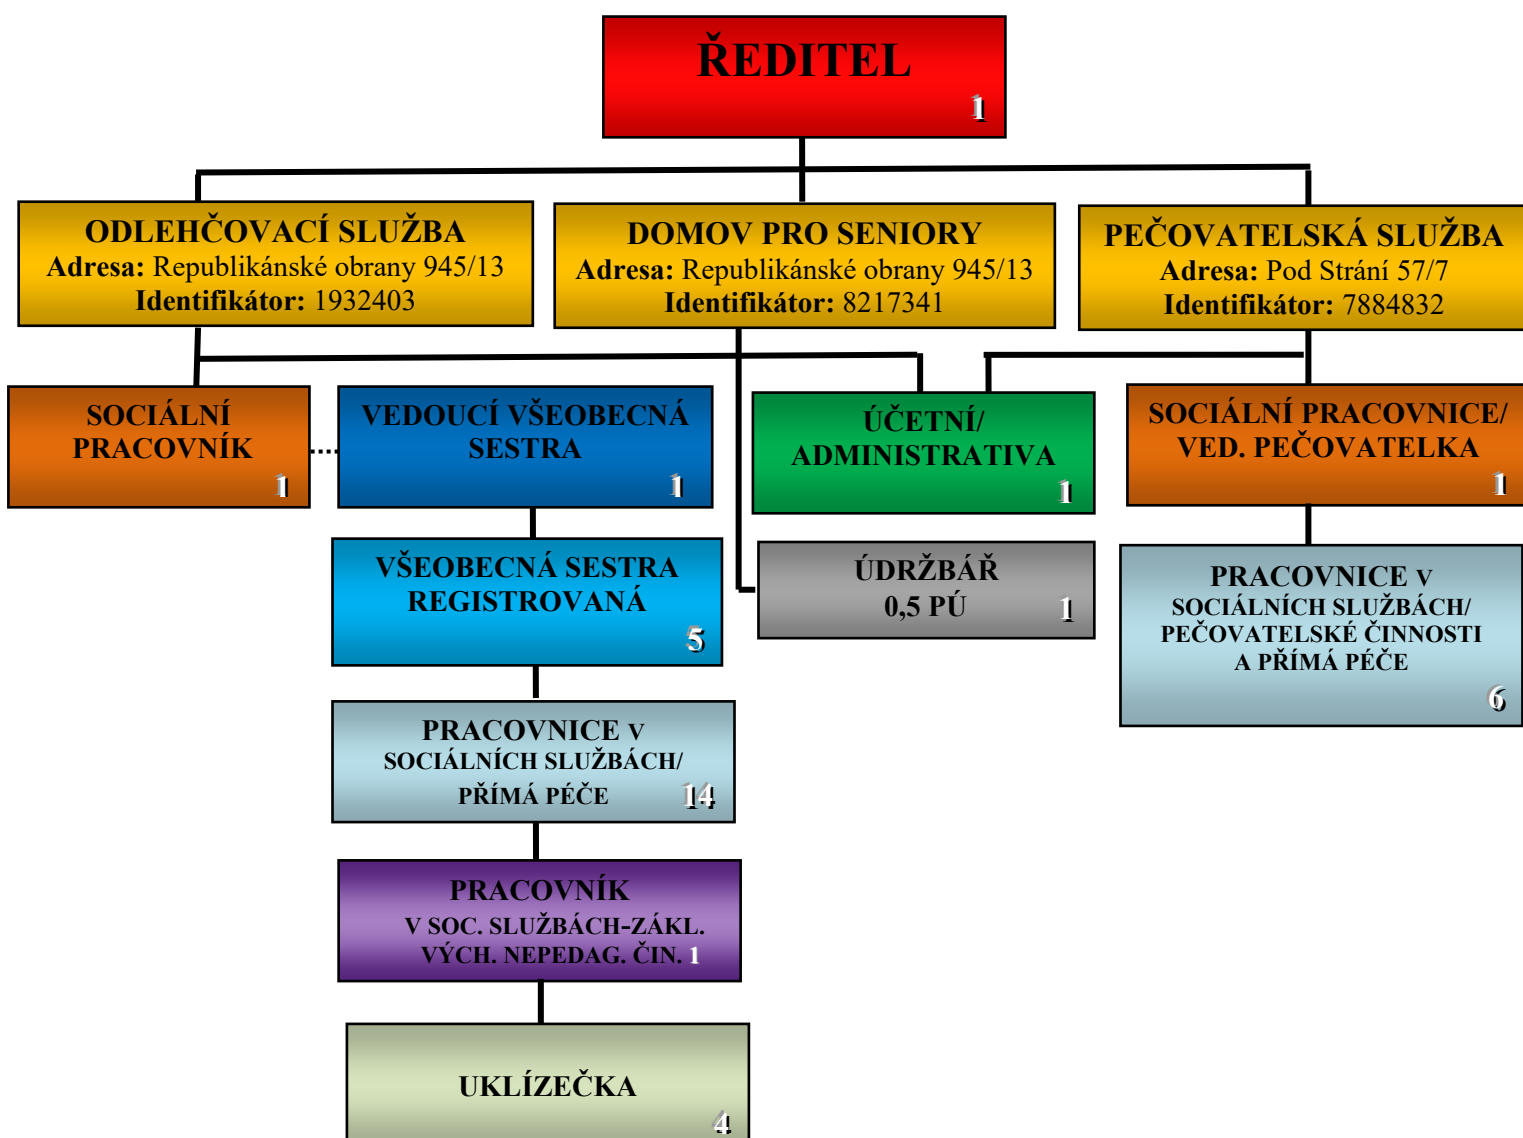 ŘEDITEL
1
ODLEHČOVACÍ SLUŽBA
Adresa: Republikánské obrany 945/13
Identifikátor: 1932403
DOMOV PRO SENIORY
Adresa: Republikánské obrany 945/13
Identifikátor: 8217341
PEČOVATELSKÁ SLUŽBA
Adresa: Pod Strání 57/7
Identifikátor: 7884832
SOCIÁLNÍ
PRACOVNÍK
1
VEDOUCÍ VŠEOBECNÁ
SESTRA
1
ÚČETNÍ/
ADMINISTRATIVA
1
SOCIÁLNÍ PRACOVNICE/
VED. PEČOVATELKA
1
VŠEOBECNÁ SESTRA
REGISTROVANÁ
5
ÚDRŽBÁŘ
0,5 PÚ
1
PRACOVNICE V
SOCIÁLNÍCH SLUŽBÁCH/
PEČOVATELSKÉ ČINNOSTI
A PŘÍMÁ PÉČE
6
PRACOVNICE V
SOCIÁLNÍCH SLUŽBÁCH/
PŘÍMÁ PÉČE 14
PRACOVNÍK
V SOC. SLUŽBÁCH-ZÁKL.
VÝCH. NEPEDAG. ČIN. 1
UKLÍZEČKA
4